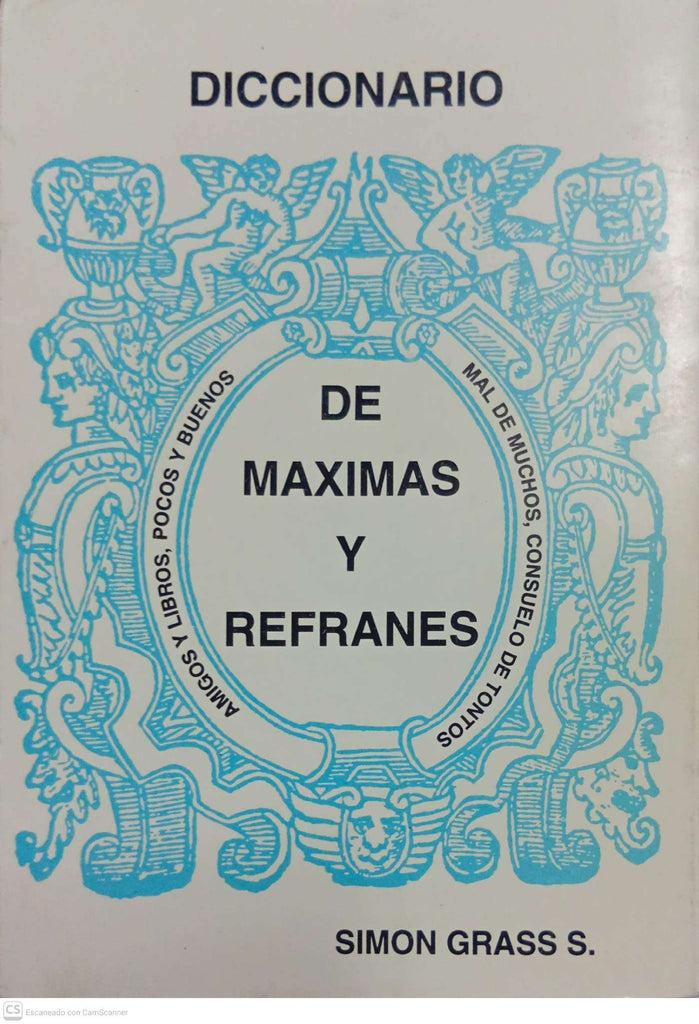 DICCIONARIO
DE
MAXIMAS
Y
REFRANES
AMIGOS Y LIBROS, POCOS Y BUENOS
MAL DE MUCHOS, CONSUELO DE TONTOS
SIMON GRASS S.
CS Escaneado con CamScanner